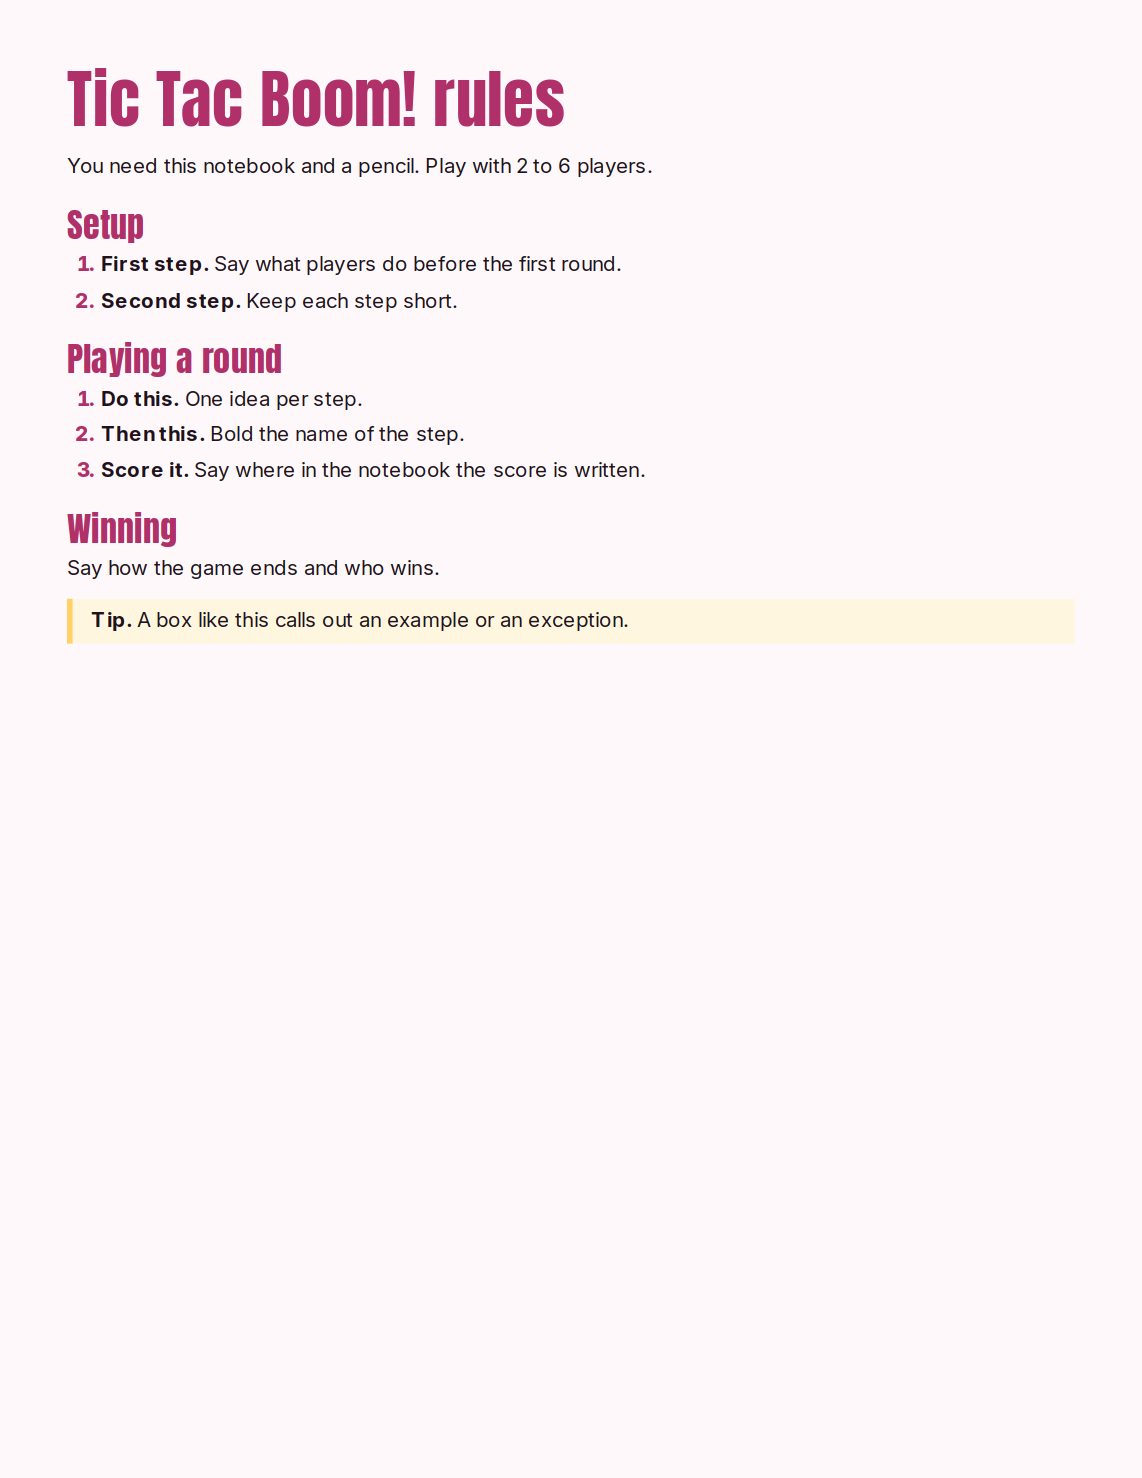 Tic Tac Boom! rules
You need this notebook and a pencil. Play with 2 to 6 players.
Setup
1. First step. Say what players do before the first round.
2. Second step. Keep each step short.
Playing a round
1. Do this. One idea per step.
2. Then this. Bold the name of the step.
3. Score it. Say where in the notebook the score is written.
Winning
Say how the game ends and who wins.
Tip. A box like this calls out an example or an exception.